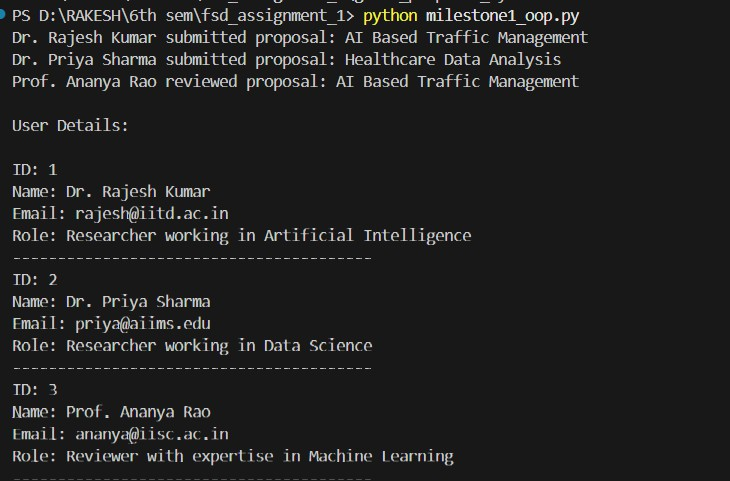 PS D:\RAKESH\6th sem\fsd_assignment_1> python milestone1_oop.py
Dr. Rajesh Kumar submitted proposal: AI Based Traffic Management
Dr. Priya Sharma submitted proposal: Healthcare Data Analysis
Prof. Ananya Rao reviewed proposal: AI Based Traffic Management

User Details:

ID: 1
Name: Dr. Rajesh Kumar
Email: rajesh@iitd.ac.in
Role: Researcher working in Artificial Intelligence
----------------------------------------
ID: 2
Name: Dr. Priya Sharma
Email: priya@aiims.edu
Role: Researcher working in Data Science
----------------------------------------
ID: 3
Name: Prof. Ananya Rao
Email: ananya@iisc.ac.in
Role: Reviewer with expertise in Machine Learning
----------------------------------------